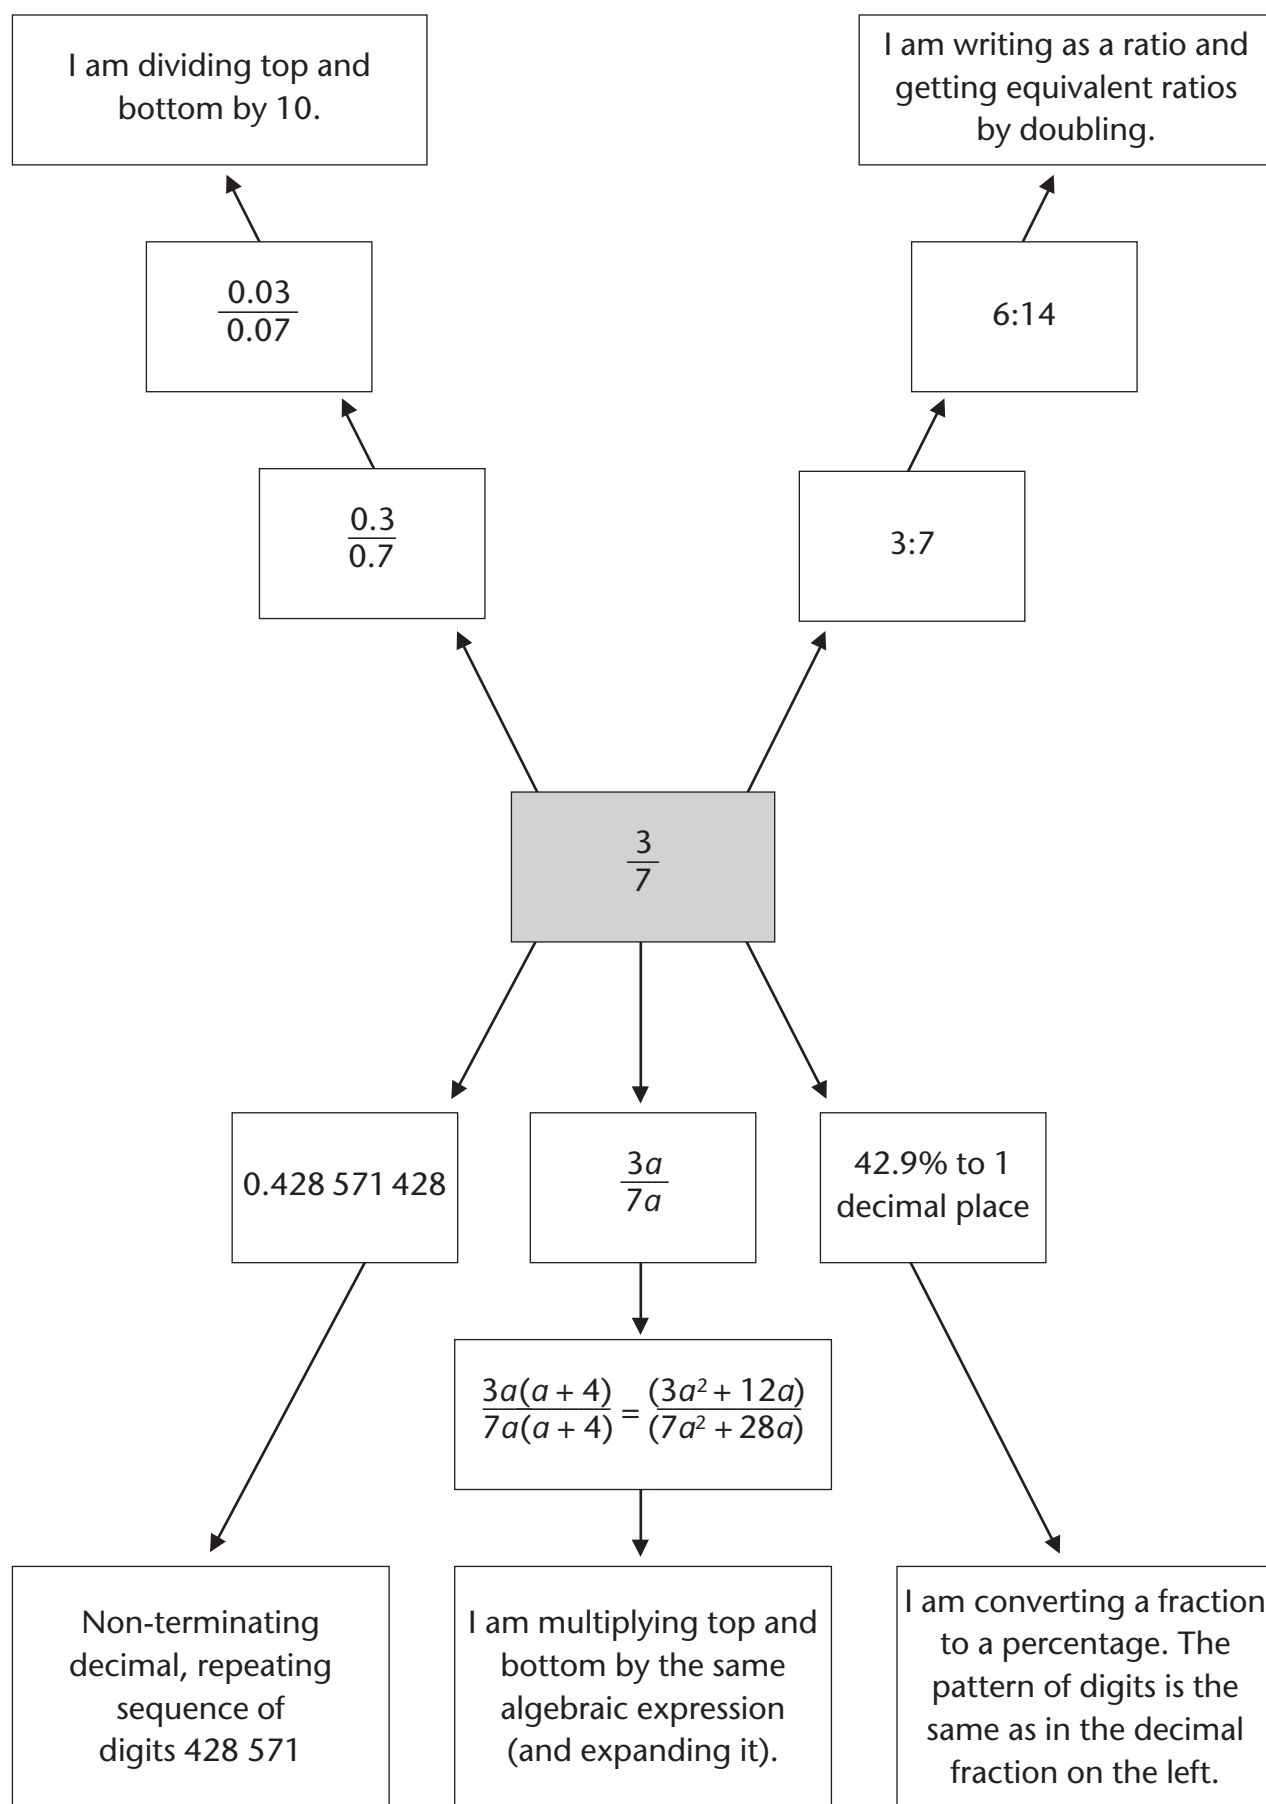 I am dividing top and
bottom by 10.
I am writing as a ratio and
getting equivalent ratios
by doubling.
0.03
0.07
6:14
0.3
0.7
3:7
3
7
0.428 571 428
3a
7a
42.9% to 1
decimal place
3a(a + 4) = (3a² + 12a)
7a(a + 4) (7a² + 28a)
Non-terminating
decimal, repeating
sequence of
digits 428 571
I am multiplying top and
bottom by the same
algebraic expression
(and expanding it).
I am converting a fraction
to a percentage. The
pattern of digits is the
same as in the decimal
fraction on the left.